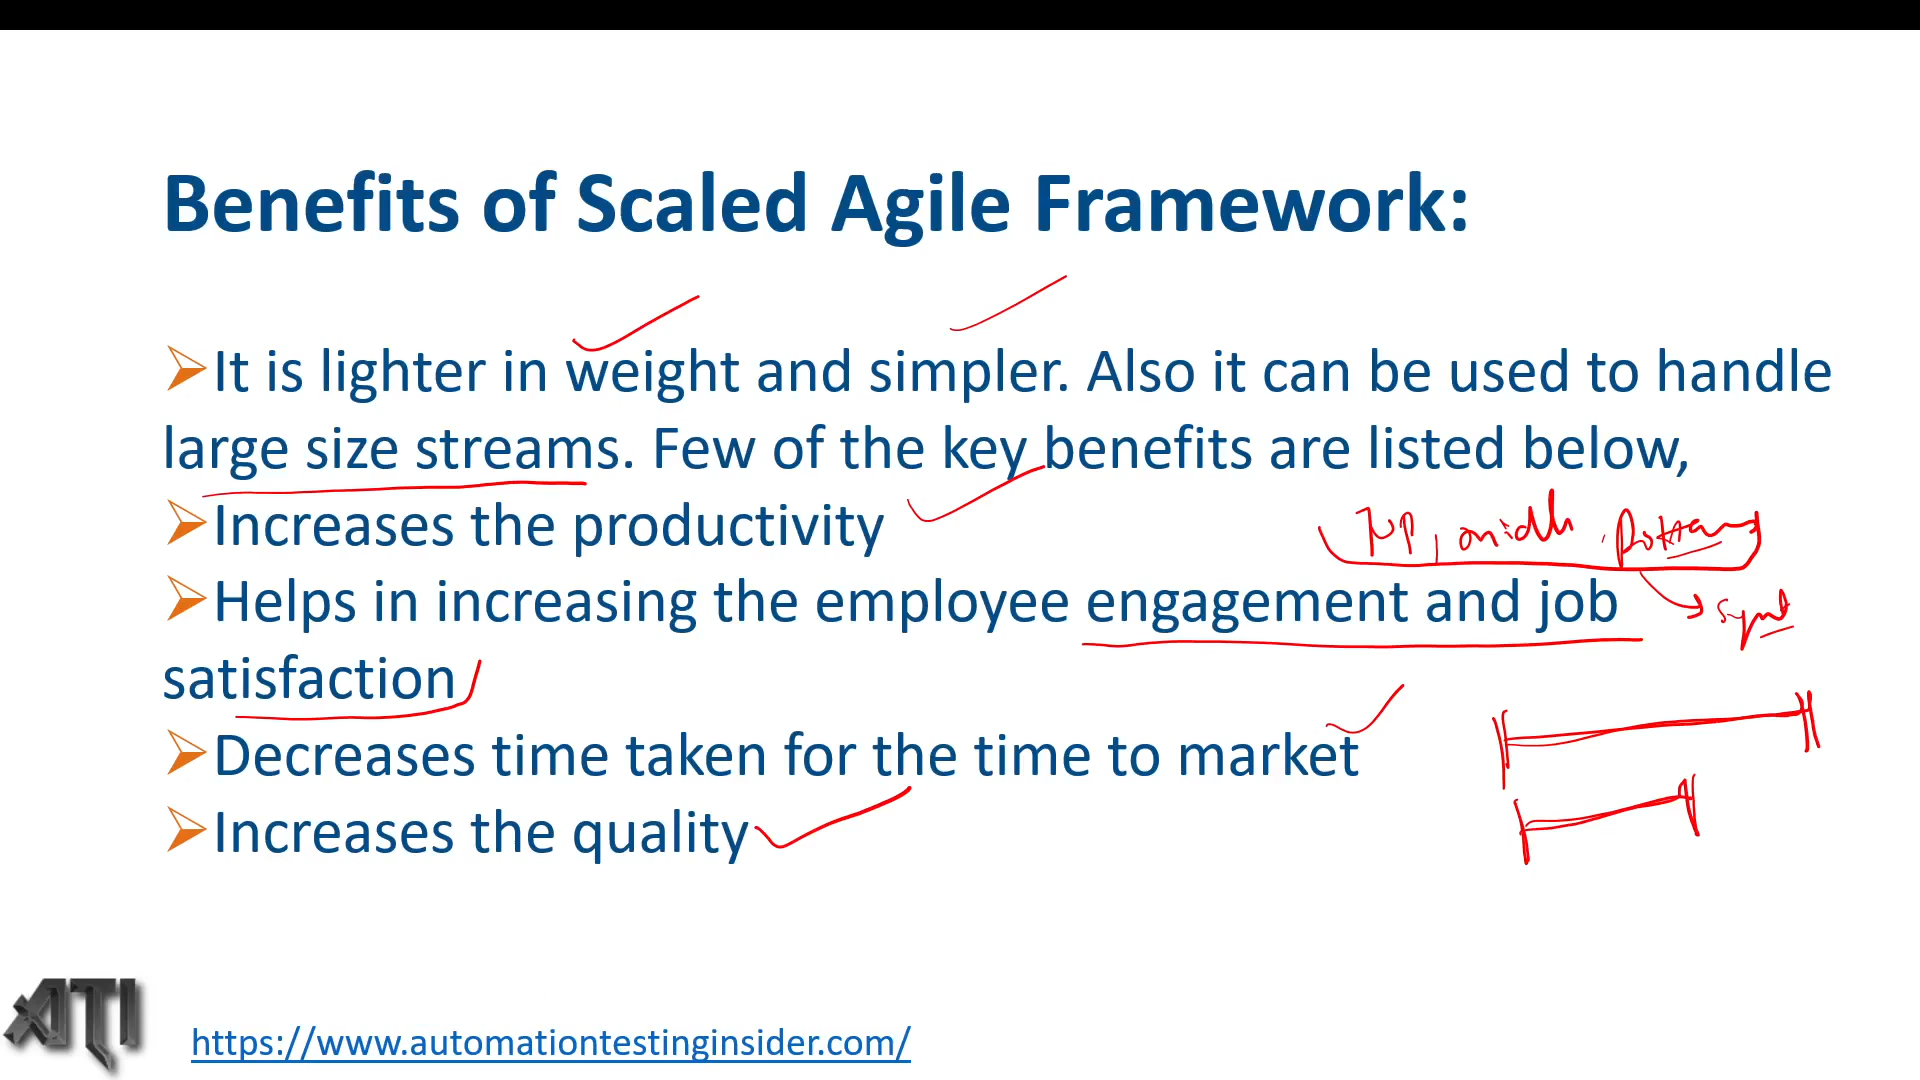 Benefits of Scaled Agile Framework:
It is lighter in weight and simpler. Also it can be used to handle
large size streams. Few of the key benefits are listed below,
Increases the productivity
Helps in increasing the employee engagement and job
satisfaction
Decreases time taken for the time to market
Increases the quality
ATI
https://www.automationtestinginsider.com/